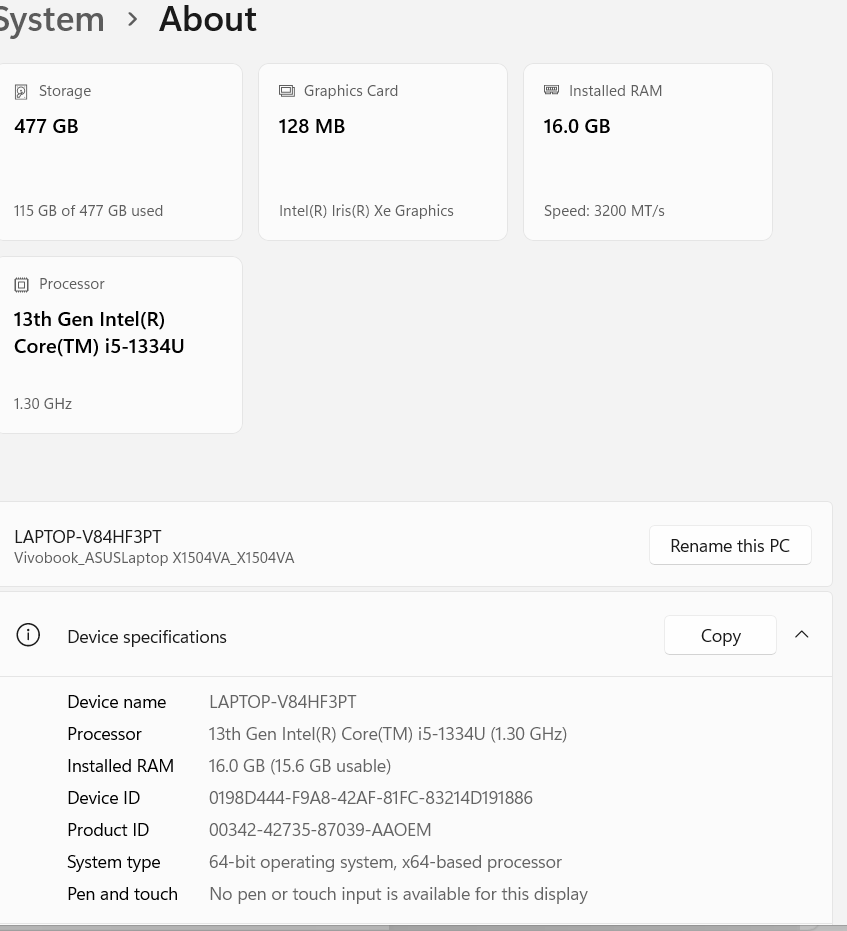 System > About
Storage
477 GB
115 GB of 477 GB used
Graphics Card
128 MB
Intel(R) Iris(R) Xe Graphics
Installed RAM
16.0 GB
Speed: 3200 MT/s
Processor
13th Gen Intel(R)
Core(TM) i5-1334U
1.30 GHz
LAPTOP-V84HF3PT
Vivobook_ASUSLaptop X1504VA_X1504VA
Rename this PC
Device specifications
Copy
Device name LAPTOP-V84HF3PT
Processor 13th Gen Intel(R) Core(TM) i5-1334U (1.30 GHz)
Installed RAM 16.0 GB (15.6 GB usable)
Device ID 0198D444-F9A8-42AF-81FC-83214D191886
Product ID 00342-42735-87039-AAOEM
System type 64-bit operating system, x64-based processor
Pen and touch No pen or touch input is available for this display